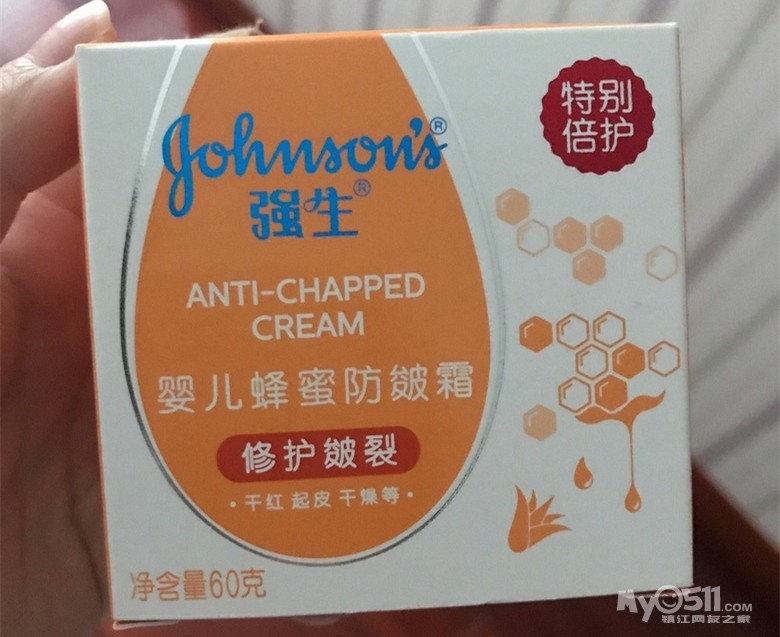 Johnson's®
强生®
特别
倍护
ANTI-CHAPPED
CREAM
婴儿蜂蜜防皴霜
修护皴裂
·干红 起皮 干燥等·
净含量60克
My0511.com
镇江网友之家